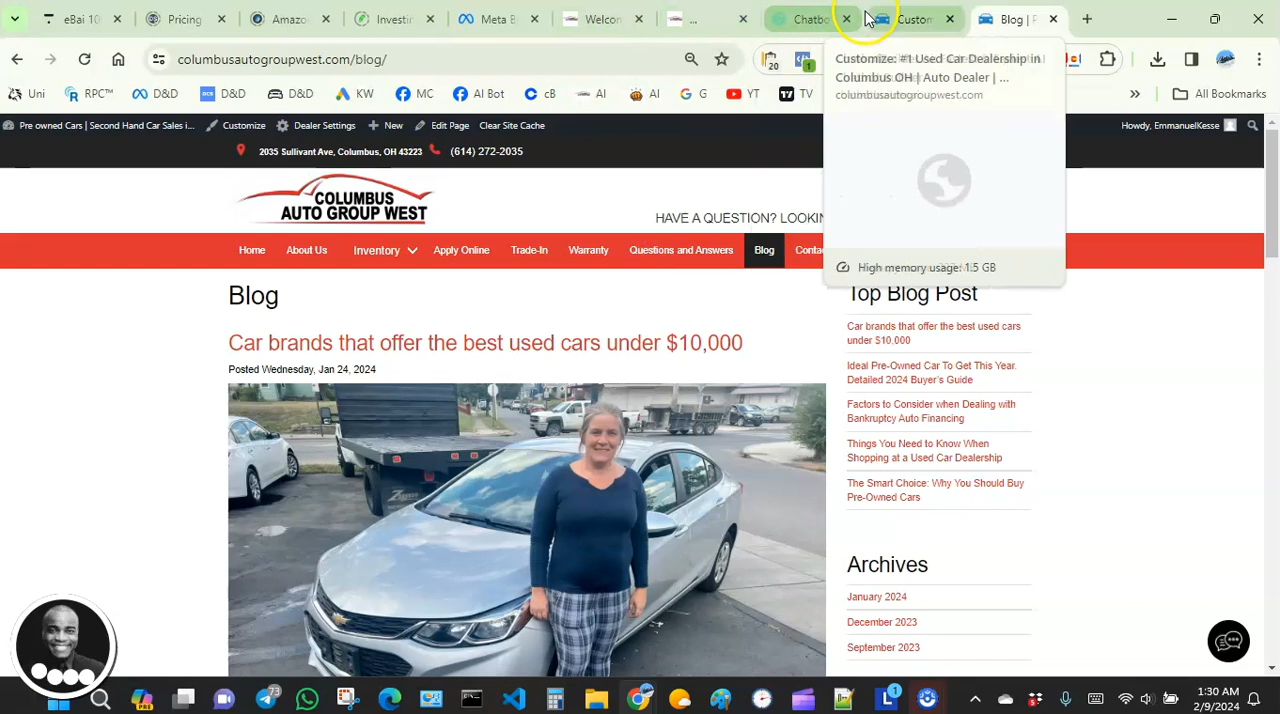 eBai 10
Pricing
Amazo
Investin
Meta B
Welcom
...
Chatbo
Custom
Blog | P
columbusautogroupwest.com/blog/
20
1
Uni
RPC™
D&D
D&D
D&D
KW
MC
AI Bot
cB
AI
AI
G
YT
TV
»
All Bookmarks
Pre owned Cars | Second Hand Car Sales i...
Customize
Dealer Settings
New
Edit Page
Clear Site Cache
Howdy, EmmanuelKesse
Customize: #1 Used Car Dealership in
Columbus OH | Auto Dealer | ...
columbusautogroupwest.com
High memory usage: 1.5 GB
2035 Sullivant Ave, Columbus, OH 43223
(614) 272-2035
COLUMBUS
AUTO GROUP WEST
HAVE A QUESTION? LOOKIN
Home
About Us
Inventory
Apply Online
Trade-In
Warranty
Questions and Answers
Blog
Conta
Blog
Car brands that offer the best used cars under $10,000
Posted Wednesday, Jan 24, 2024
Top Blog Post
Car brands that offer the best used cars
under $10,000
Ideal Pre-Owned Car To Get This Year.
Detailed 2024 Buyer's Guide
Factors to Consider when Dealing with
Bankruptcy Auto Financing
Things You Need to Know When
Shopping at a Used Car Dealership
The Smart Choice: Why You Should Buy
Pre-Owned Cars
Archives
January 2024
December 2023
September 2023
73
1
1:30 AM
2/9/2024